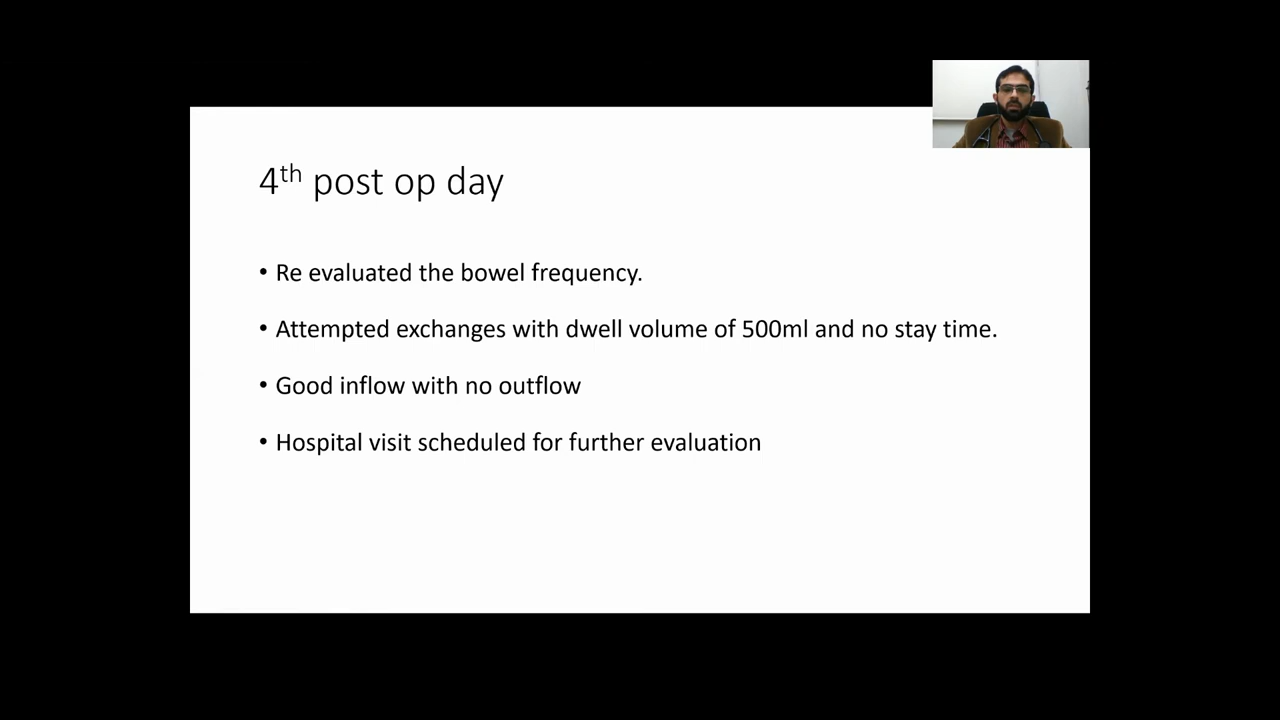 4th post op day
• Re evaluated the bowel frequency.
• Attempted exchanges with dwell volume of 500ml and no stay time.
• Good inflow with no outflow
• Hospital visit scheduled for further evaluation